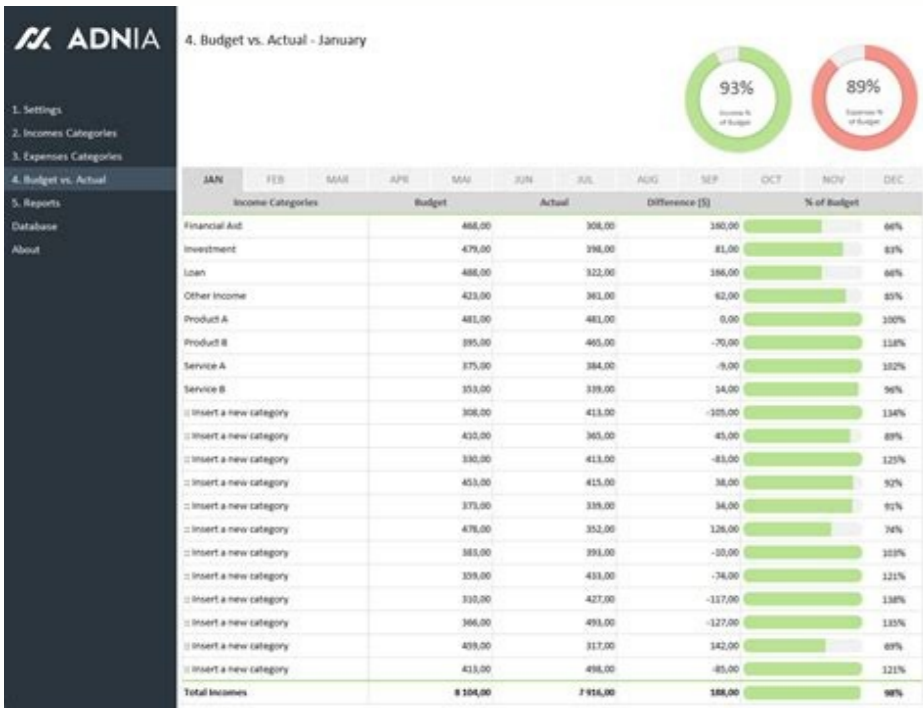 ADNIA
4. Budget vs. Actual - January
93%
Income %
of Budget
89%
Expenses %
of Budget
1. Settings
2. Incomes Categories
3. Expenses Categories
4. Budget vs. Actual
5. Reports
Database
About
JAN FEB MAR APR MAI JUN JUL AUG SEP OCT NOV DEC
Income Categories Budget Actual Difference ($) % of Budget
Financial Aid 468,00 308,00 160,00 66%
Investment 479,00 398,00 81,00 83%
Loan 488,00 322,00 166,00 66%
Other Income 423,00 361,00 62,00 85%
Product A 481,00 481,00 0,00 100%
Product B 395,00 465,00 -70,00 118%
Service A 375,00 384,00 -9,00 102%
Service B 353,00 339,00 14,00 96%
:: Insert a new category 308,00 413,00 -105,00 134%
:: Insert a new category 410,00 365,00 45,00 89%
:: Insert a new category 330,00 413,00 -83,00 125%
:: Insert a new category 453,00 415,00 38,00 92%
:: Insert a new category 373,00 339,00 34,00 91%
:: Insert a new category 478,00 352,00 126,00 74%
:: Insert a new category 383,00 393,00 -10,00 103%
:: Insert a new category 359,00 433,00 -74,00 121%
:: Insert a new category 310,00 427,00 -117,00 138%
:: Insert a new category 366,00 493,00 -127,00 135%
:: Insert a new category 459,00 317,00 142,00 69%
:: Insert a new category 413,00 498,00 -85,00 121%
Total Incomes 8 104,00 7 916,00 188,00 98%